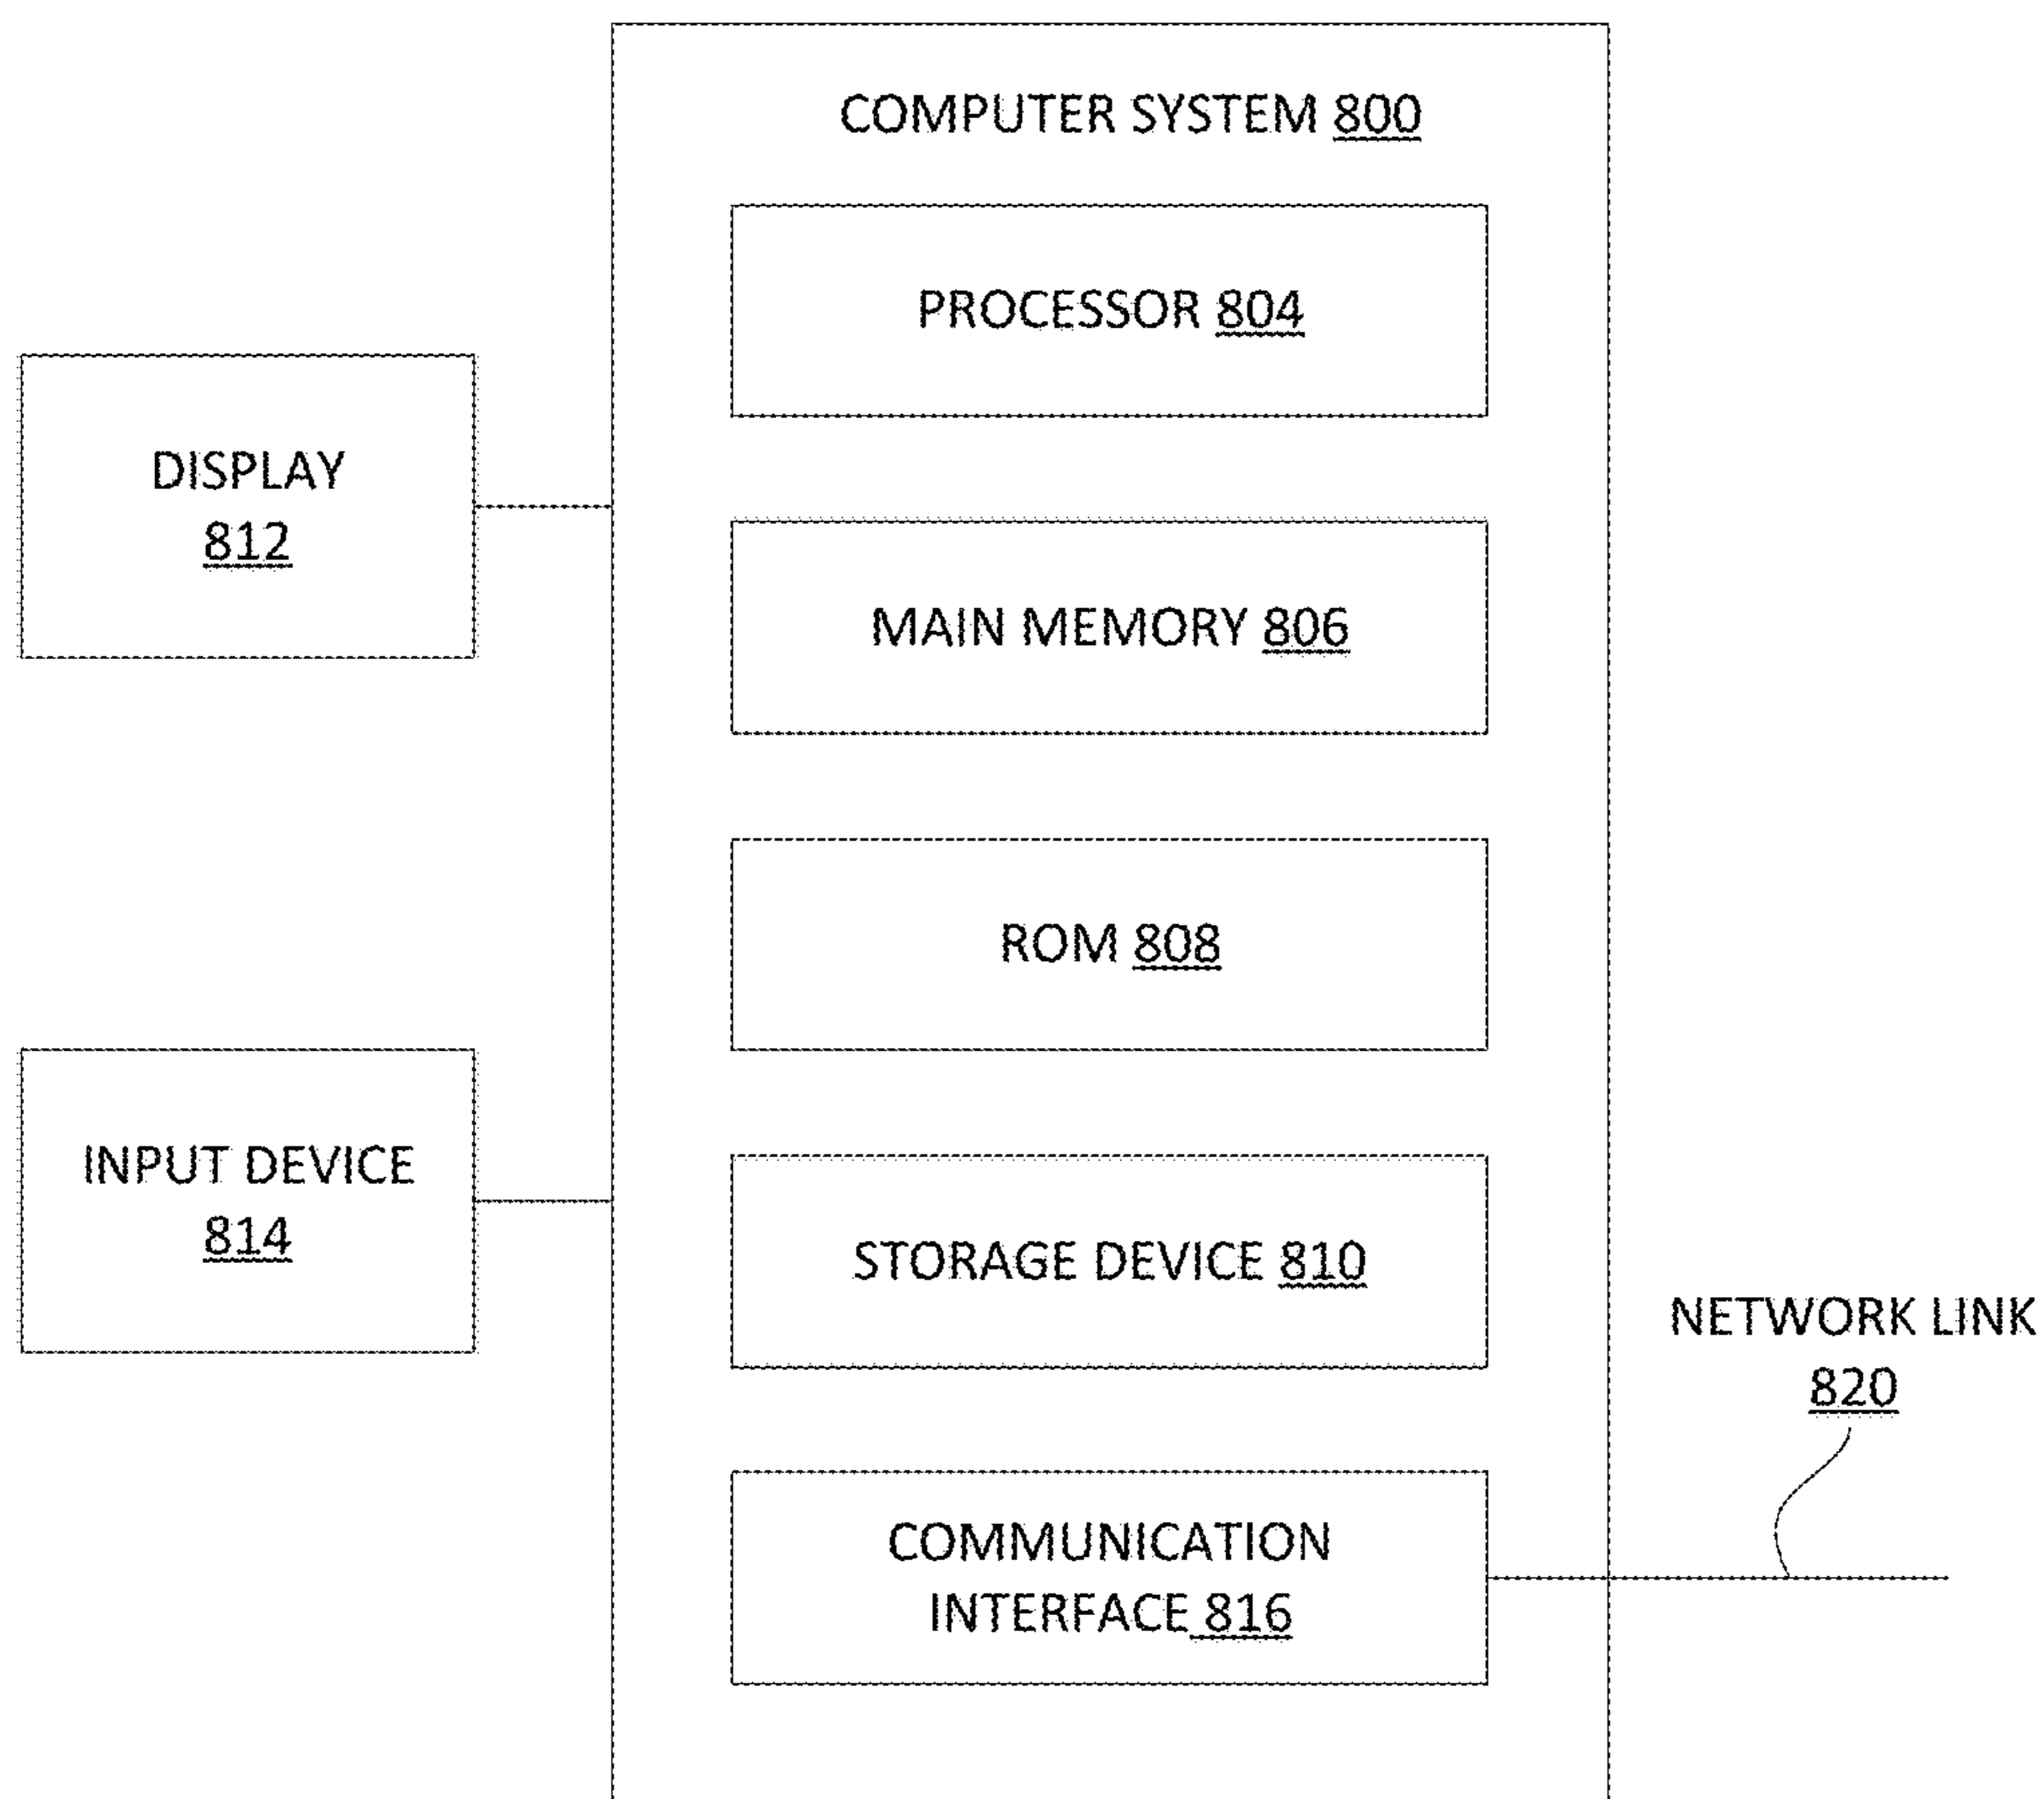 COMPUTER SYSTEM 800
PROCESSOR 804
DISPLAY
812
MAIN MEMORY 806
ROM 808
INPUT DEVICE
814
STORAGE DEVICE 810
NETWORK LINK
820
COMMUNICATION
INTERFACE 816